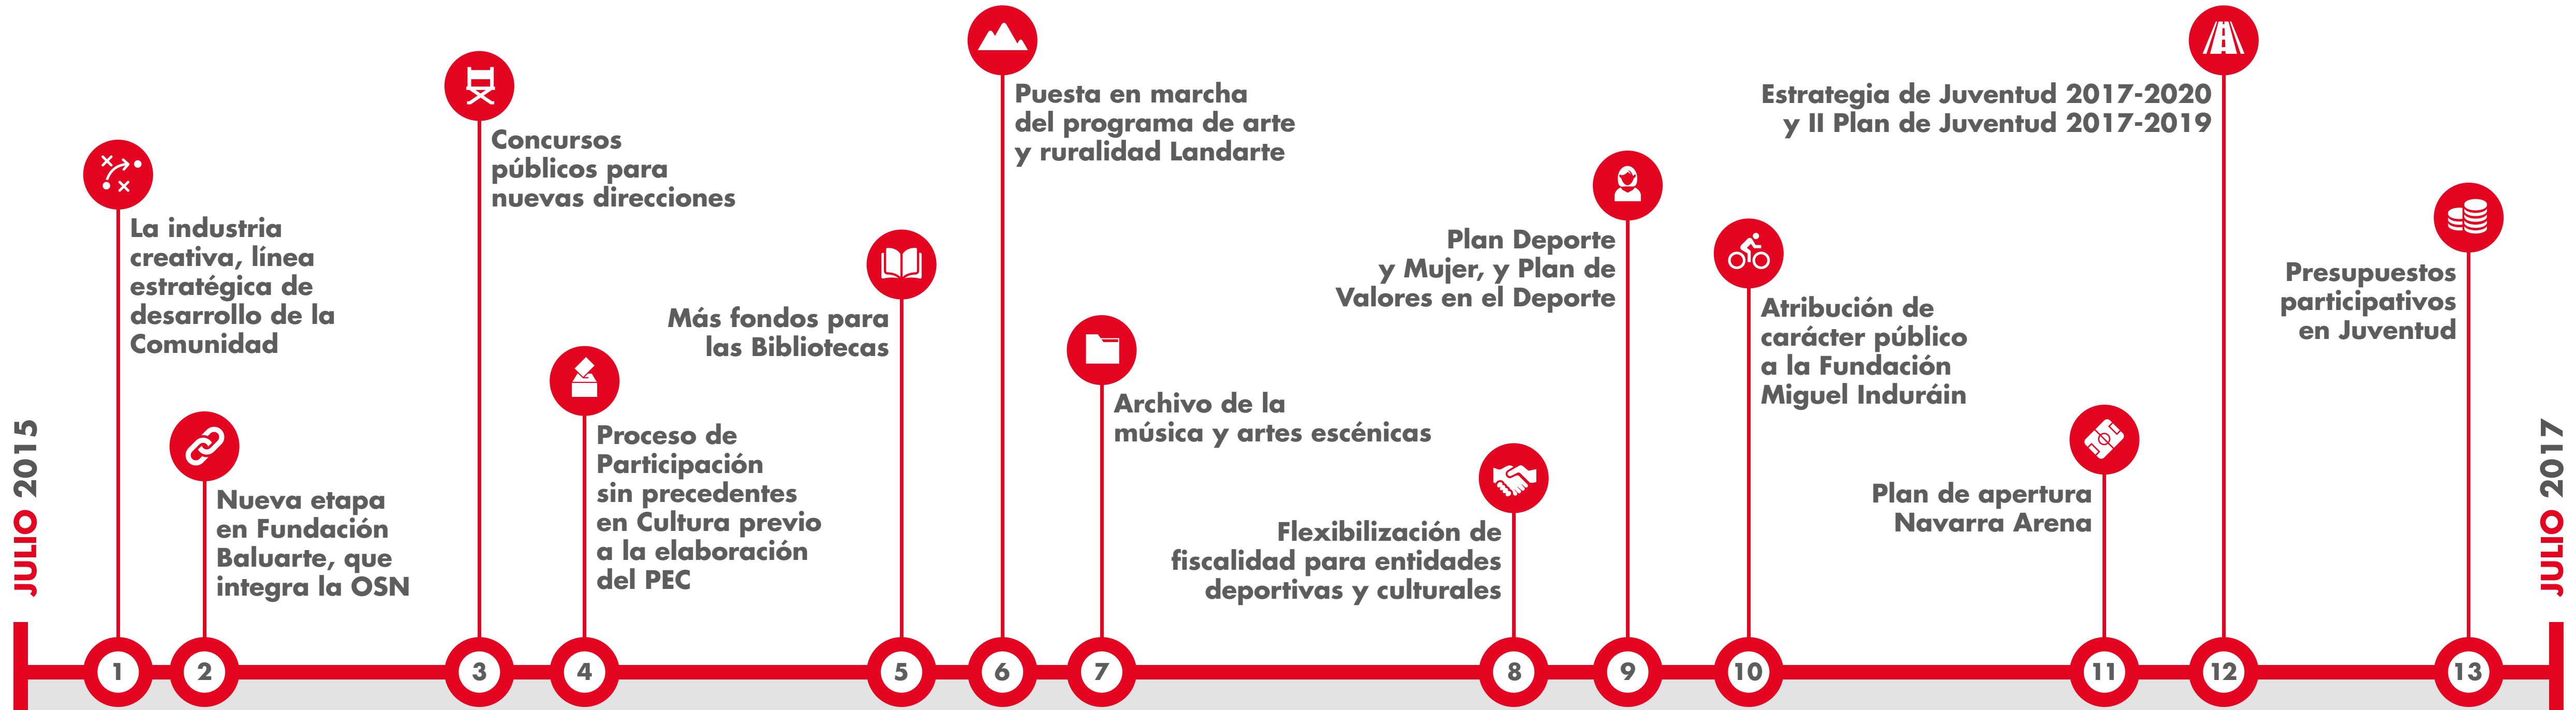 JULIO 2015
La industria
creativa, línea
estratégica de
desarrollo de la
Comunidad
Nueva etapa
en Fundación
Baluarte, que
integra la OSN
Concursos
públicos para
nuevas direcciones
Proceso de
Participación
sin precedentes
en Cultura previo
a la elaboración
del PEC
Más fondos para
las Bibliotecas
Puesta en marcha
del programa de arte
y ruralidad Landarte
Archivo de la
música y artes escénicas
Flexibilización de
fiscalidad para entidades
deportivas y culturales
Plan Deporte
y Mujer, y Plan de
Valores en el Deporte
Atribución de
carácter público
a la Fundación
Miguel Induráin
Plan de apertura
Navarra Arena
Estrategia de Juventud 2017-2020
y II Plan de Juventud 2017-2019
Presupuestos
participativos
en Juventud
JULIO 2017
1 2 3 4 5 6 7 8 9 10 11 12 13